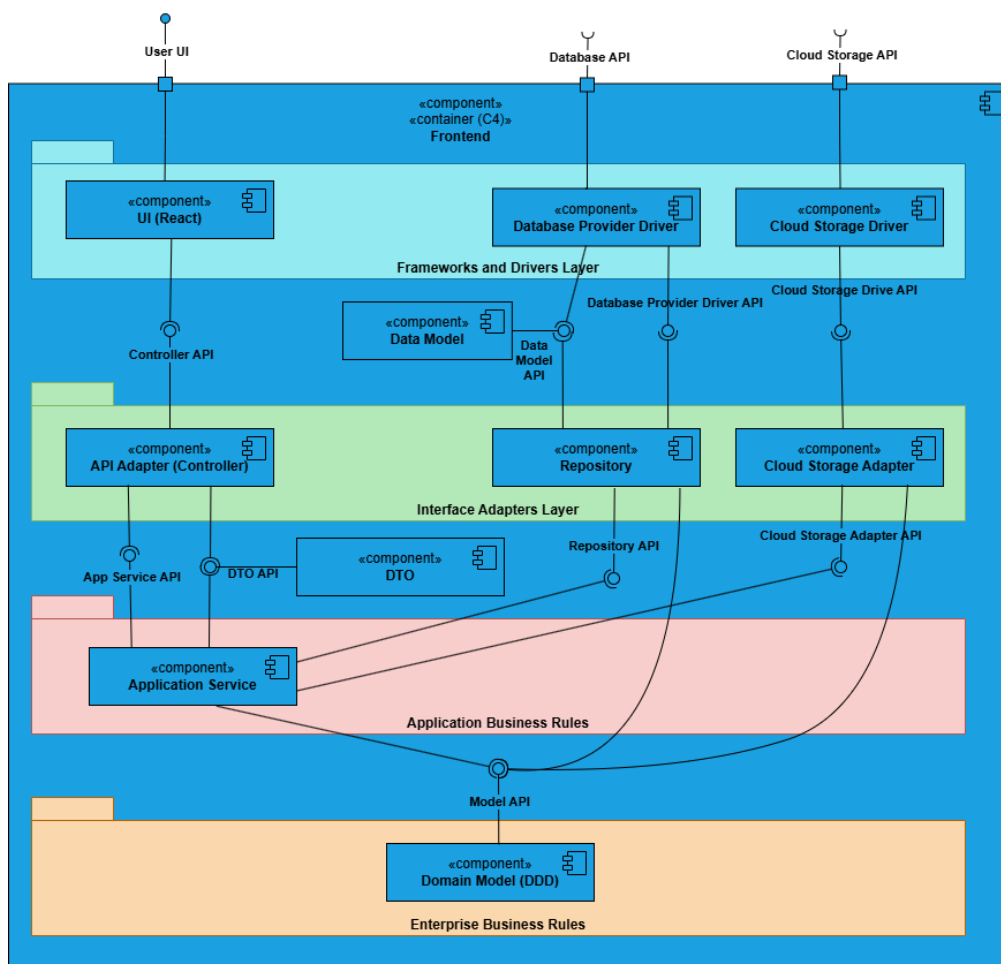 User UI
Database API
Cloud Storage API
«component»
«container (C4)»
Frontend
«component»
UI (React)
«component»
Database Provider Driver
«component»
Cloud Storage Driver
Frameworks and Drivers Layer
Cloud Storage Drive API
Database Provider Driver API
«component»
Data Model
Data
Model
API
Controller API
«component»
API Adapter (Controller)
«component»
Repository
«component»
Cloud Storage Adapter
Interface Adapters Layer
Cloud Storage Adapter API
Repository API
App Service API
DTO API
«component»
DTO
«component»
Application Service
Application Business Rules
Model API
«component»
Domain Model (DDD)
Enterprise Business Rules